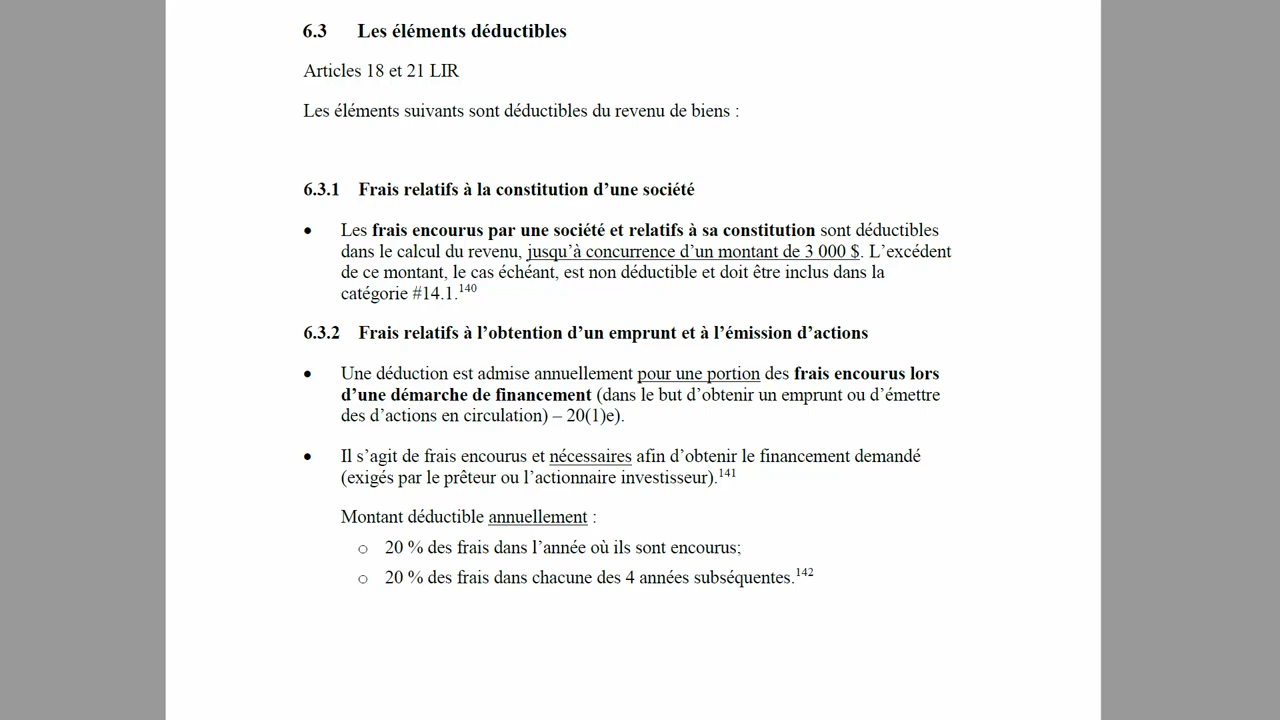 6.3 Les éléments déductibles
Articles 18 et 21 LIR
Les éléments suivants sont déductibles du revenu de biens :
6.3.1 Frais relatifs à la constitution d’une société
• Les frais encourus par une société et relatifs à sa constitution sont déductibles
dans le calcul du revenu, jusqu’à concurrence d’un montant de 3 000 $. L’excédent
de ce montant, le cas échéant, est non déductible et doit être inclus dans la
catégorie #14.1.140
6.3.2 Frais relatifs à l’obtention d’un emprunt et à l’émission d’actions
• Une déduction est admise annuellement pour une portion des frais encourus lors
d’une démarche de financement (dans le but d’obtenir un emprunt ou d’émettre
des d’actions en circulation) – 20(1)e).
• Il s’agit de frais encourus et nécessaires afin d’obtenir le financement demandé
(exigés par le prêteur ou l’actionnaire investisseur).141
Montant déductible annuellement :
○ 20 % des frais dans l’année où ils sont encourus;
○ 20 % des frais dans chacune des 4 années subséquentes.142